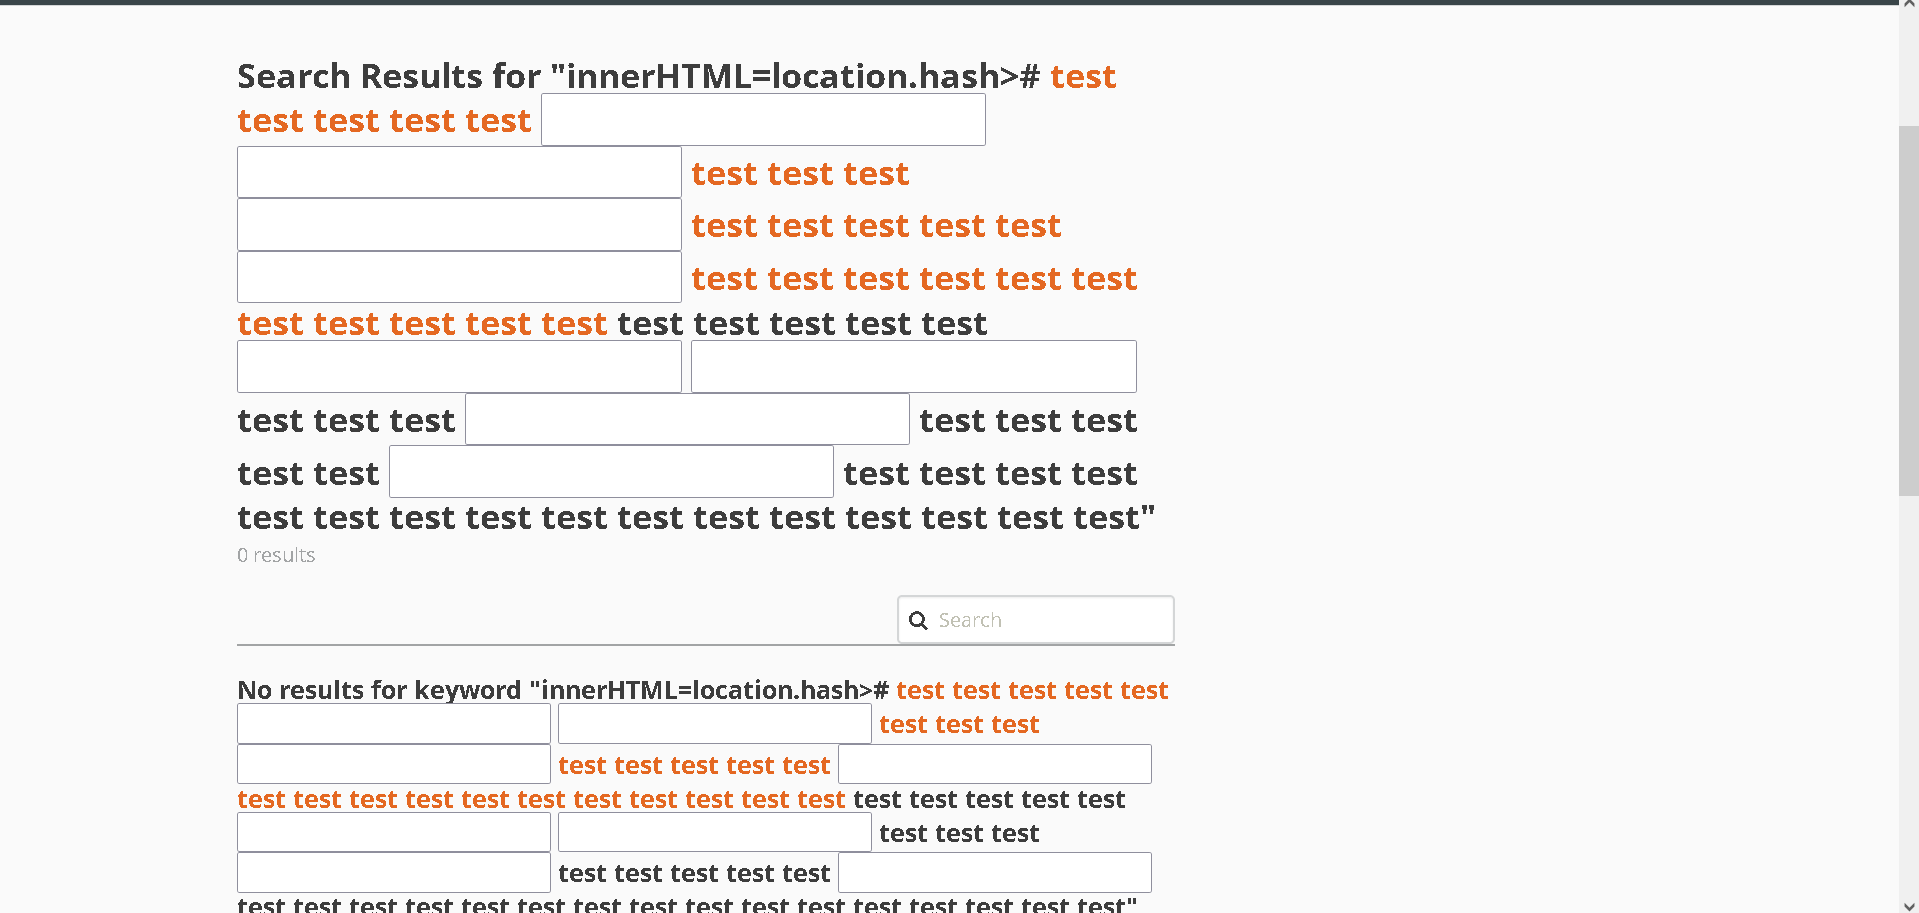 Search Results for "innerHTML=location.hash># test
test test test test
test test test
test test test test test
test test test test test test
test test test test test test test test test test
test test test test test test
test test test test test test
test test test test test test test test test test test test"
0 results
Search
No results for keyword "innerHTML=location.hash># test test test test test
test test test
test test test test test
test test test test test test test test test test test test test test test test
test test test
test test test test test
test test test test test test test test test test test test test test test test"